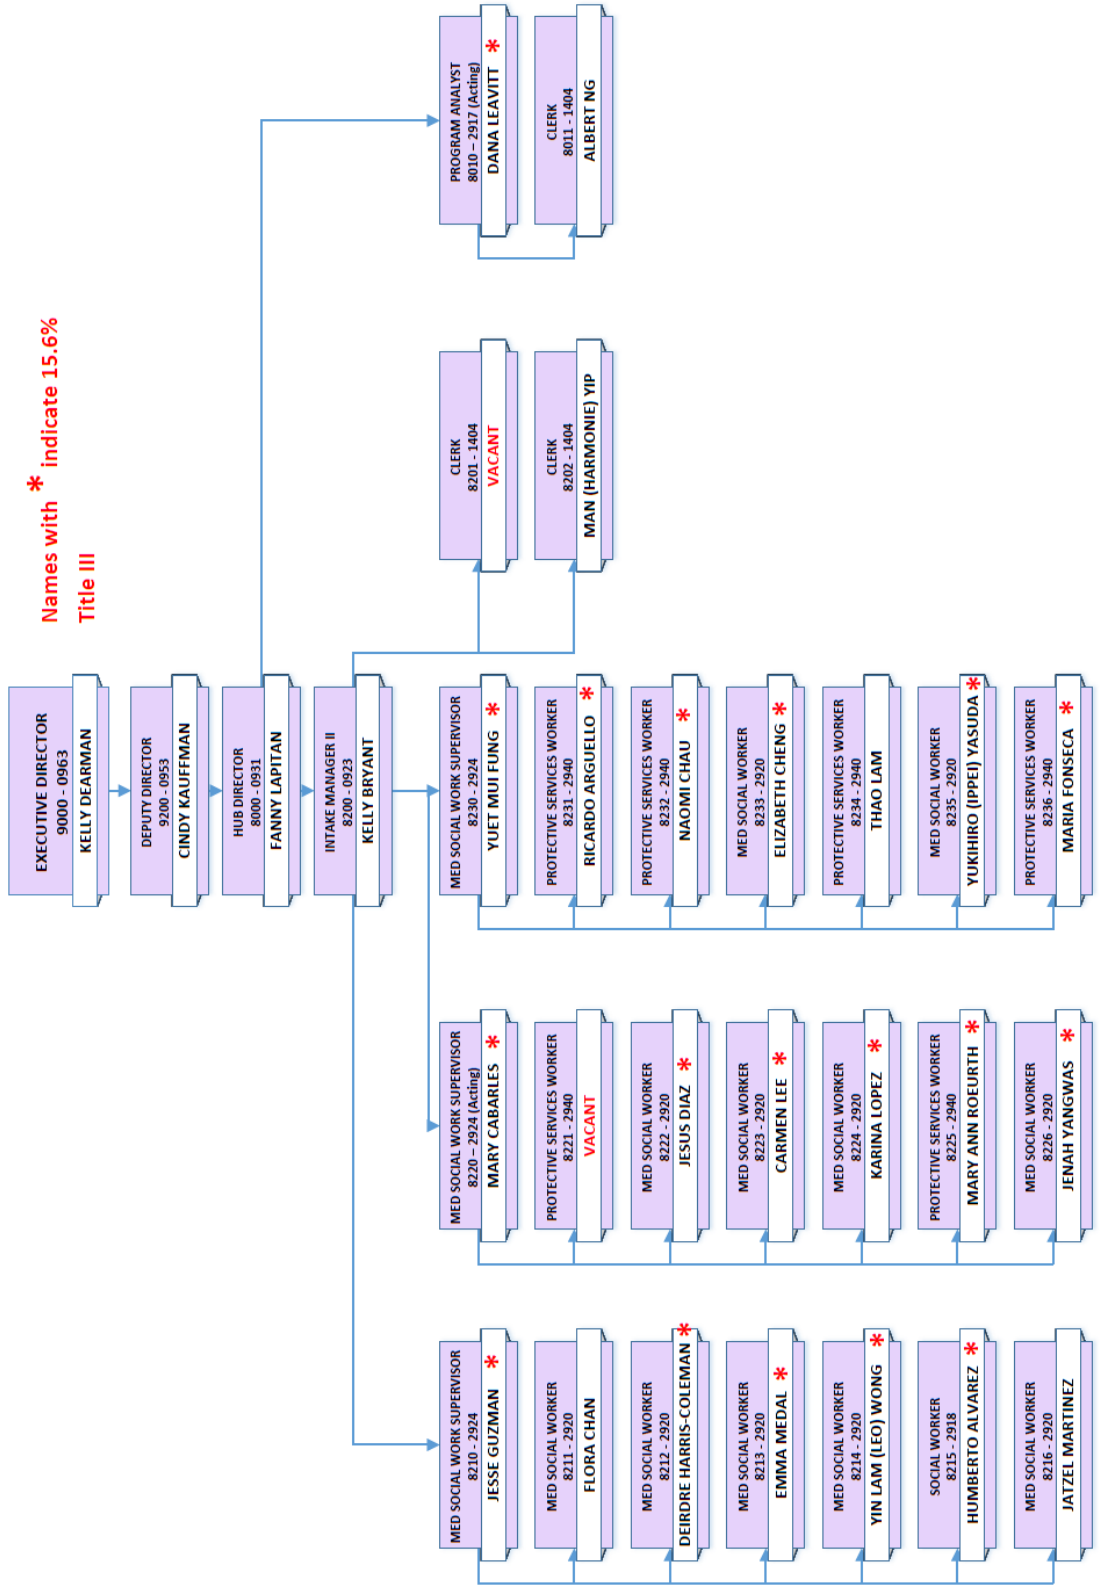 Names with * indicate 15.6%
Title III
EXECUTIVE DIRECTOR
9000 - 0963
KELLY DEARMAN
DEPUTY DIRECTOR
9200 - 0953
CINDY KAUFFMAN
HUB DIRECTOR
8000 - 0931
FANNY LAPITAN
INTAKE MANAGER II
8200 - 0923
KELLY BRYANT
MED SOCIAL WORK SUPERVISOR
8210 - 2924
JESSE GUZMAN *
MED SOCIAL WORKER
8211 - 2920
FLORA CHAN
MED SOCIAL WORKER
8212 - 2920
DEIRDRE HARRIS-COLEMAN *
MED SOCIAL WORKER
8213 - 2920
EMMA MEDAL *
MED SOCIAL WORKER
8214 - 2920
YIN LAM (LEO) WONG *
SOCIAL WORKER
8215 - 2918
HUMBERTO ALVAREZ *
MED SOCIAL WORKER
8216 - 2920
JATZEL MARTINEZ
MED SOCIAL WORK SUPERVISOR
8220 – 2924 (Acting)
MARY CABARLES *
PROTECTIVE SERVICES WORKER
8221 - 2940
VACANT
MED SOCIAL WORKER
8222 - 2920
JESUS DIAZ *
MED SOCIAL WORKER
8223 - 2920
CARMEN LEE *
MED SOCIAL WORKER
8224 - 2920
KARINA LOPEZ *
PROTECTIVE SERVICES WORKER
8225 - 2940
MARY ANN ROEURTH *
MED SOCIAL WORKER
8226 - 2920
JENAH YANGWAS *
MED SOCIAL WORK SUPERVISOR
8230 - 2924
YUET MUI FUNG *
PROTECTIVE SERVICES WORKER
8231 - 2940
RICARDO ARGUELLO *
PROTECTIVE SERVICES WORKER
8232 - 2940
NAOMI CHAU *
MED SOCIAL WORKER
8233 - 2920
ELIZABETH CHENG *
PROTECTIVE SERVICES WORKER
8234 - 2940
THAO LAM
MED SOCIAL WORKER
8235 - 2920
YUKIHIRO (IPPEI) YASUDA *
PROTECTIVE SERVICES WORKER
8236 - 2940
MARIA FONSECA *
CLERK
8201 - 1404
VACANT
CLERK
8202 - 1404
MAN (HARMONIE) YIP
PROGRAM ANALYST
8010 – 2917 (Acting)
DANA LEAVITT *
CLERK
8011 - 1404
ALBERT NG